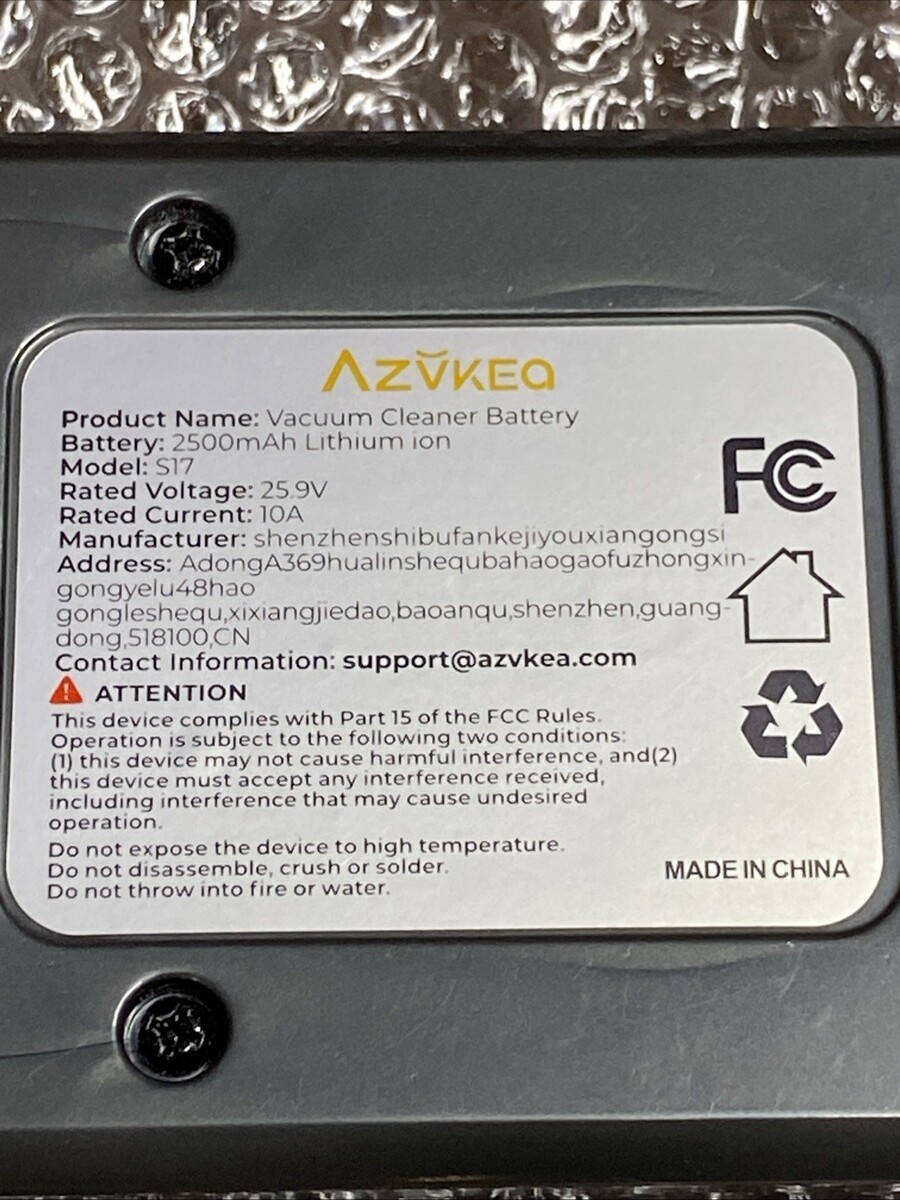 AZVKEA
Product Name: Vacuum Cleaner Battery
Battery: 2500mAh Lithium ion
Model: S17
Rated Voltage: 25.9V
Rated Current: 10A
Manufacturer: shenzhenshibufankejiyouxiangongsi
Address: AdongA369hualinshequbahaogaofuzhongxin-
gongyelu48hao
gongleshequ,xixiangjiedao,baoanqu,shenzhen,guang-
dong,518100,CN
Contact Information: support@azvkea.com
ATTENTION
This device complies with Part 15 of the FCC Rules.
Operation is subject to the following two conditions:
(1) this device may not cause harmful interference, and(2)
this device must accept any interference received,
including interference that may cause undesired
operation.
Do not expose the device to high temperature.
Do not disassemble, crush or solder.
Do not throw into fire or water.
FC
MADE IN CHINA